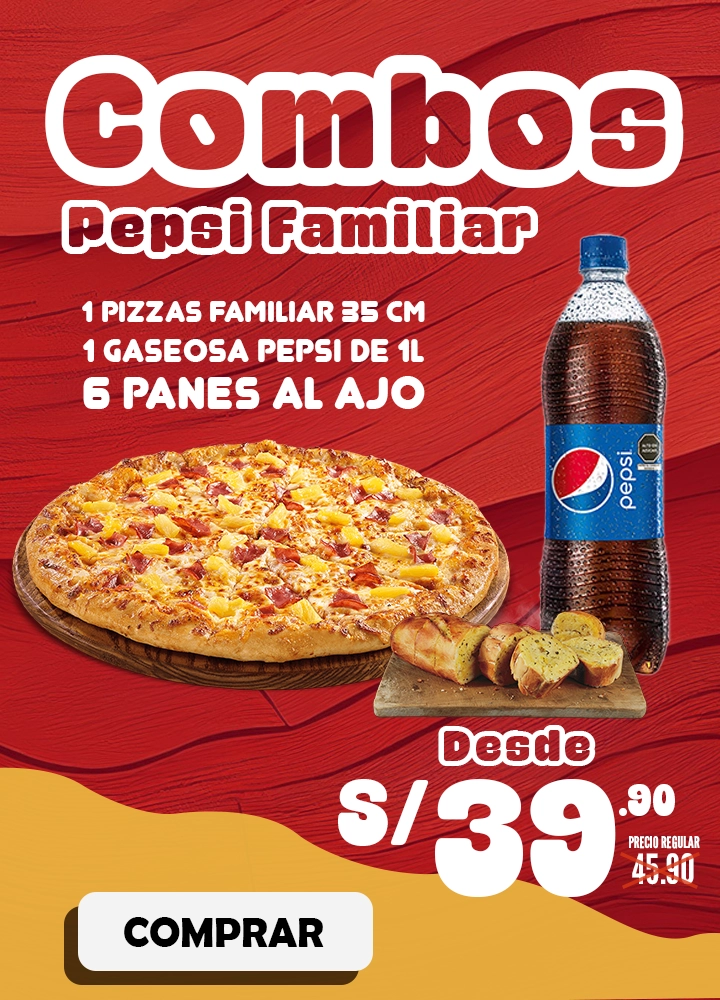 Combos
Pepsi Familiar
1 PIZZAS FAMILIAR 35 CM
1 GASEOSA PEPSI DE 1L
6 PANES AL AJO
pepsi
Desde
S/39.90
PRECIO REGULAR
45.90
COMPRAR